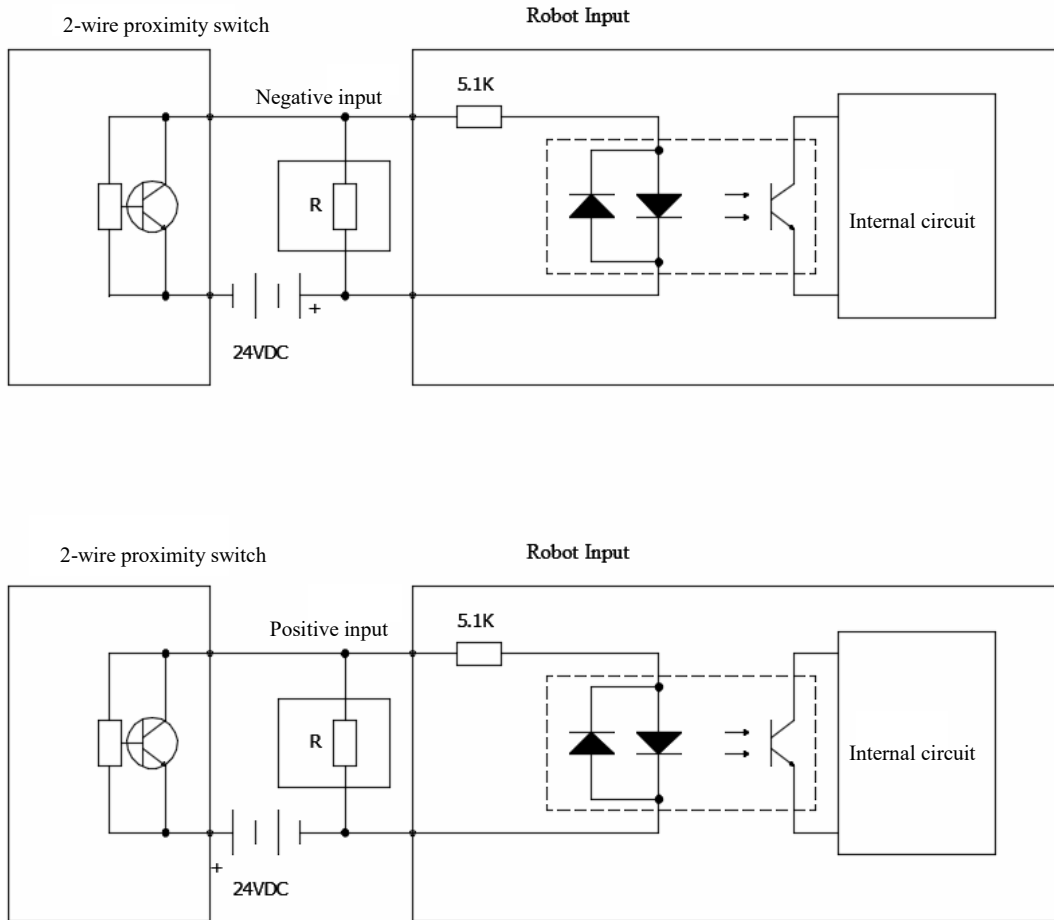 Robot Input
2-wire proximity switch
5.1K
Negative input
R
Internal circuit
+
24VDC
Robot Input
2-wire proximity switch
5.1K
Positive input
R
Internal circuit
+
24VDC